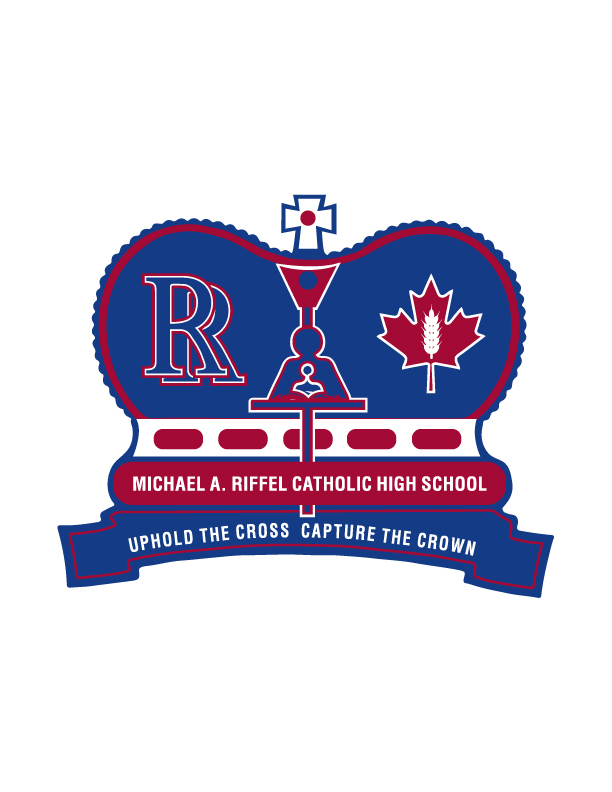 RR
MICHAEL A. RIFFEL CATHOLIC HIGH SCHOOL
UPHOLD THE CROSS CAPTURE THE CROWN